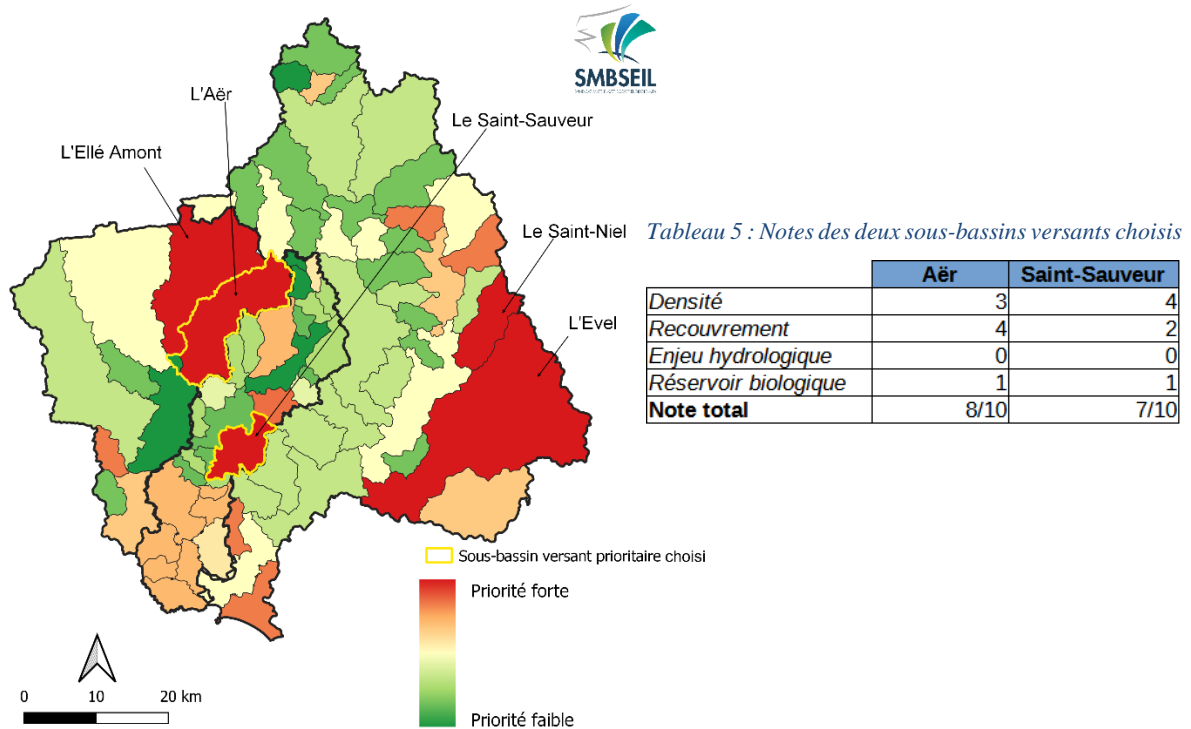 SMBSEIL
L'Aër
Le Saint-Sauveur
L'Ellé Amont
Le Saint-Niel
L'Evel
Tableau 5 : Notes des deux sous-bassins versants choisis
Aër Saint-Sauveur
Densité 3 4
Recouvrement 4 2
Enjeu hydrologique 0 0
Réservoir biologique 1 1
Note total 8/10 7/10
Sous-bassin versant prioritaire choisi
Priorité forte
Priorité faible
0 10 20 km